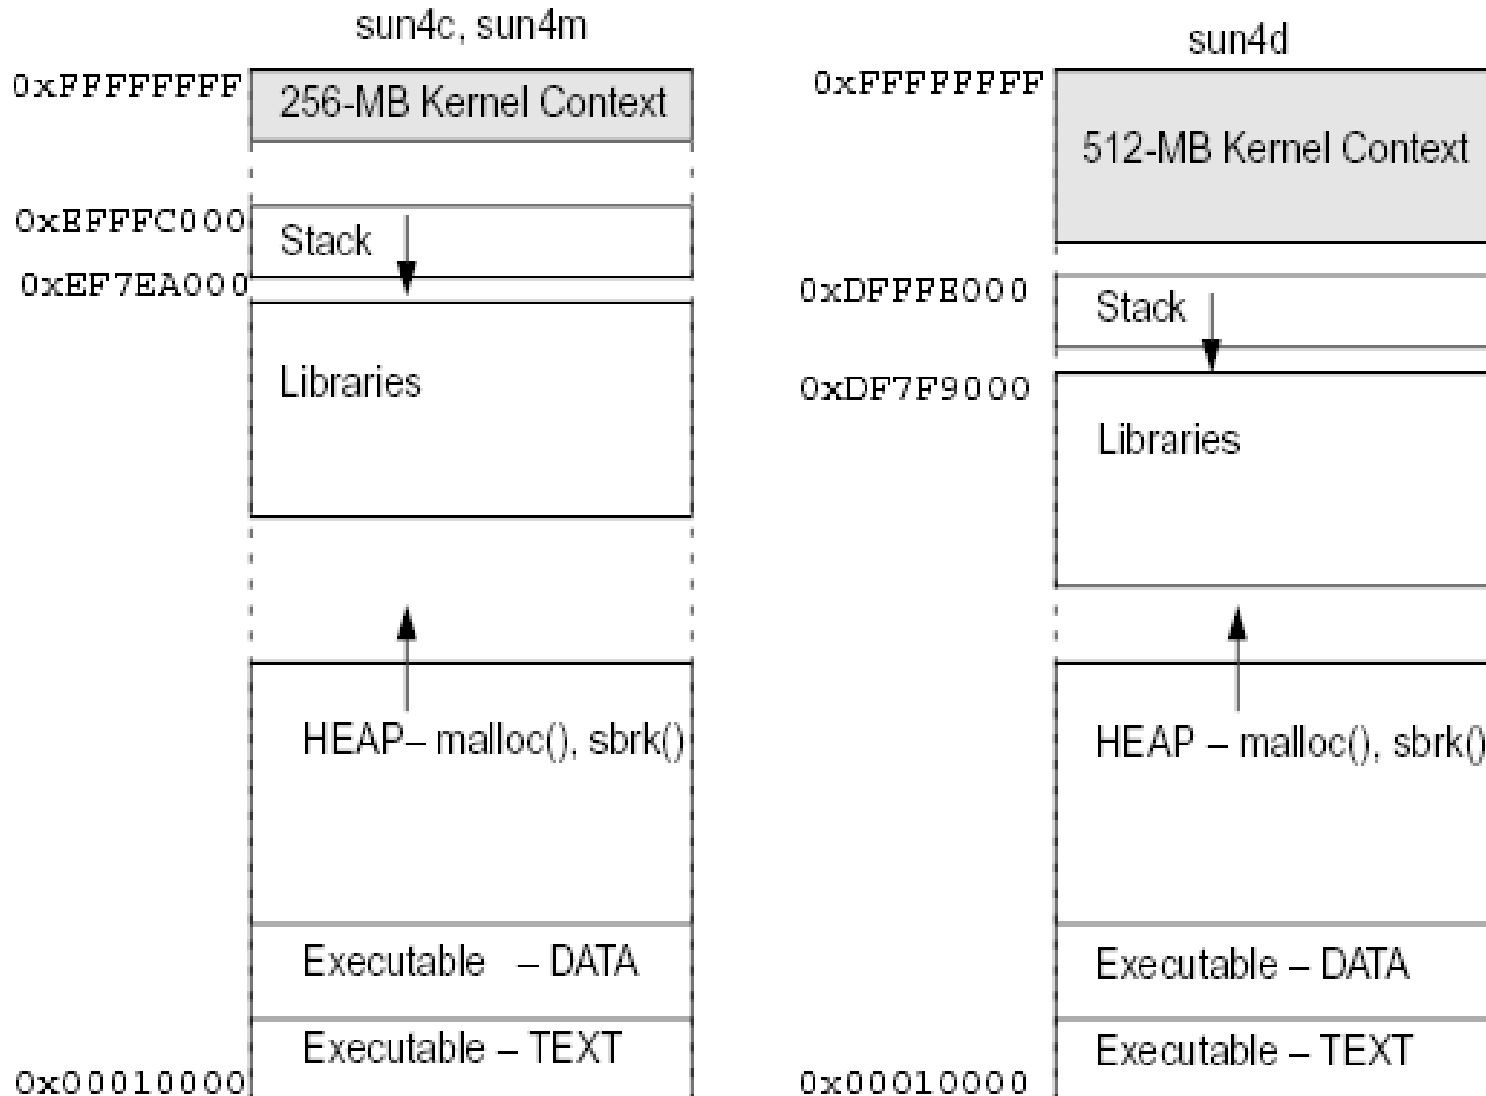 sun4c, sun4m
0xFFFFFFFF
256-MB Kernel Context
0xEFFFC000
Stack
0xEF7EA000
Libraries
HEAP– malloc(), sbrk()
Executable – DATA
Executable – TEXT
0x00010000
sun4d
0xFFFFFFFF
512-MB Kernel Context
0xDFFFE000
Stack
0xDF7F9000
Libraries
HEAP – malloc(), sbrk()
Executable – DATA
Executable – TEXT
0x00010000